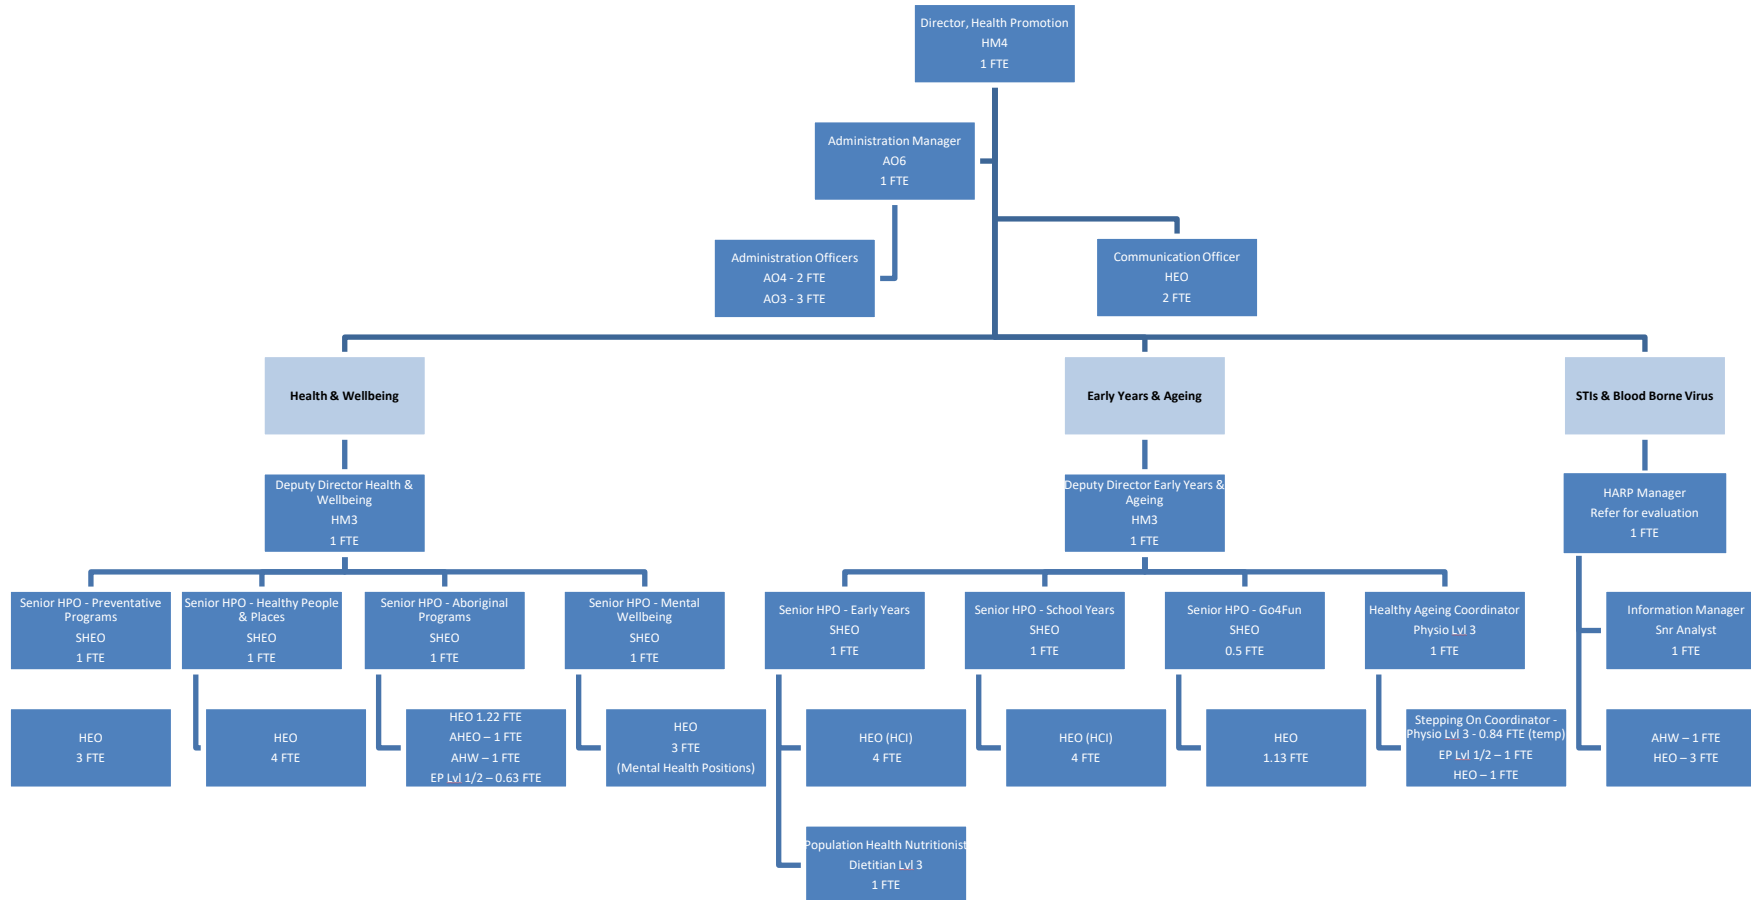 Director, Health Promotion
HM4
1 FTE
Administration Manager
AO6
1 FTE
Administration Officers
AO4 - 2 FTE
AO3 - 3 FTE
Communication Officer
HEO
2 FTE
Health & Wellbeing
Early Years & Ageing
STIs & Blood Borne Virus
Deputy Director Health &
Wellbeing
HM3
1 FTE
Deputy Director Early Years &
Ageing
HM3
1 FTE
HARP Manager
Refer for evaluation
1 FTE
Senior HPO - Preventative
Programs
SHEO
1 FTE
Senior HPO - Healthy People
& Places
SHEO
1 FTE
Senior HPO - Aboriginal
Programs
SHEO
1 FTE
Senior HPO - Mental
Wellbeing
SHEO
1 FTE
Senior HPO - Early Years
SHEO
1 FTE
Senior HPO - School Years
SHEO
1 FTE
Senior HPO - Go4Fun
SHEO
0.5 FTE
Healthy Ageing Coordinator
Physio Lvl 3
1 FTE
Information Manager
Snr Analyst
1 FTE
HEO
3 FTE
HEO
4 FTE
HEO 1.22 FTE
AHEO – 1 FTE
AHW – 1 FTE
EP Lvl 1/2 – 0.63 FTE
HEO
3 FTE
(Mental Health Positions)
HEO (HCI)
4 FTE
HEO (HCI)
4 FTE
HEO
1.13 FTE
Stepping On Coordinator -
Physio Lvl 3 - 0.84 FTE (temp)
EP Lvl 1/2 – 1 FTE
HEO – 1 FTE
AHW – 1 FTE
HEO – 3 FTE
Population Health Nutritionist
Dietitian Lvl 3
1 FTE